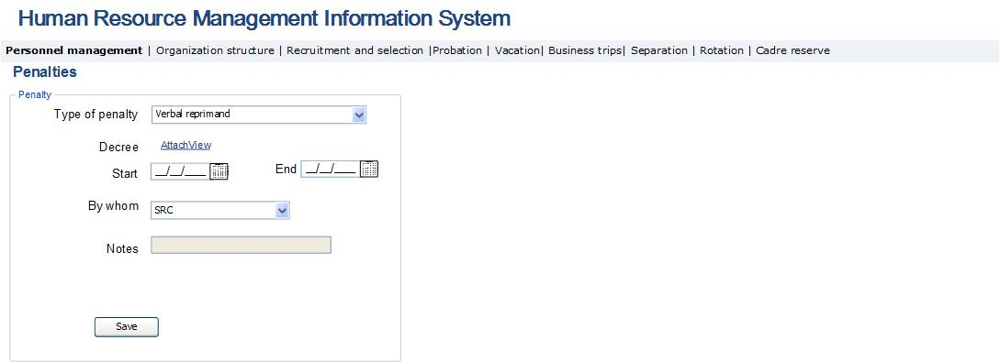 Human Resource Management Information System
Personnel management | Organization structure | Recruitment and selection |Probation | Vacation| Business trips| Separation | Rotation | Cadre reserve
Penalties
Penalty
Type of penalty Verbal reprimand
Decree AttachView
Start __/__/___ End __/__/___
By whom SRC
Notes
Save